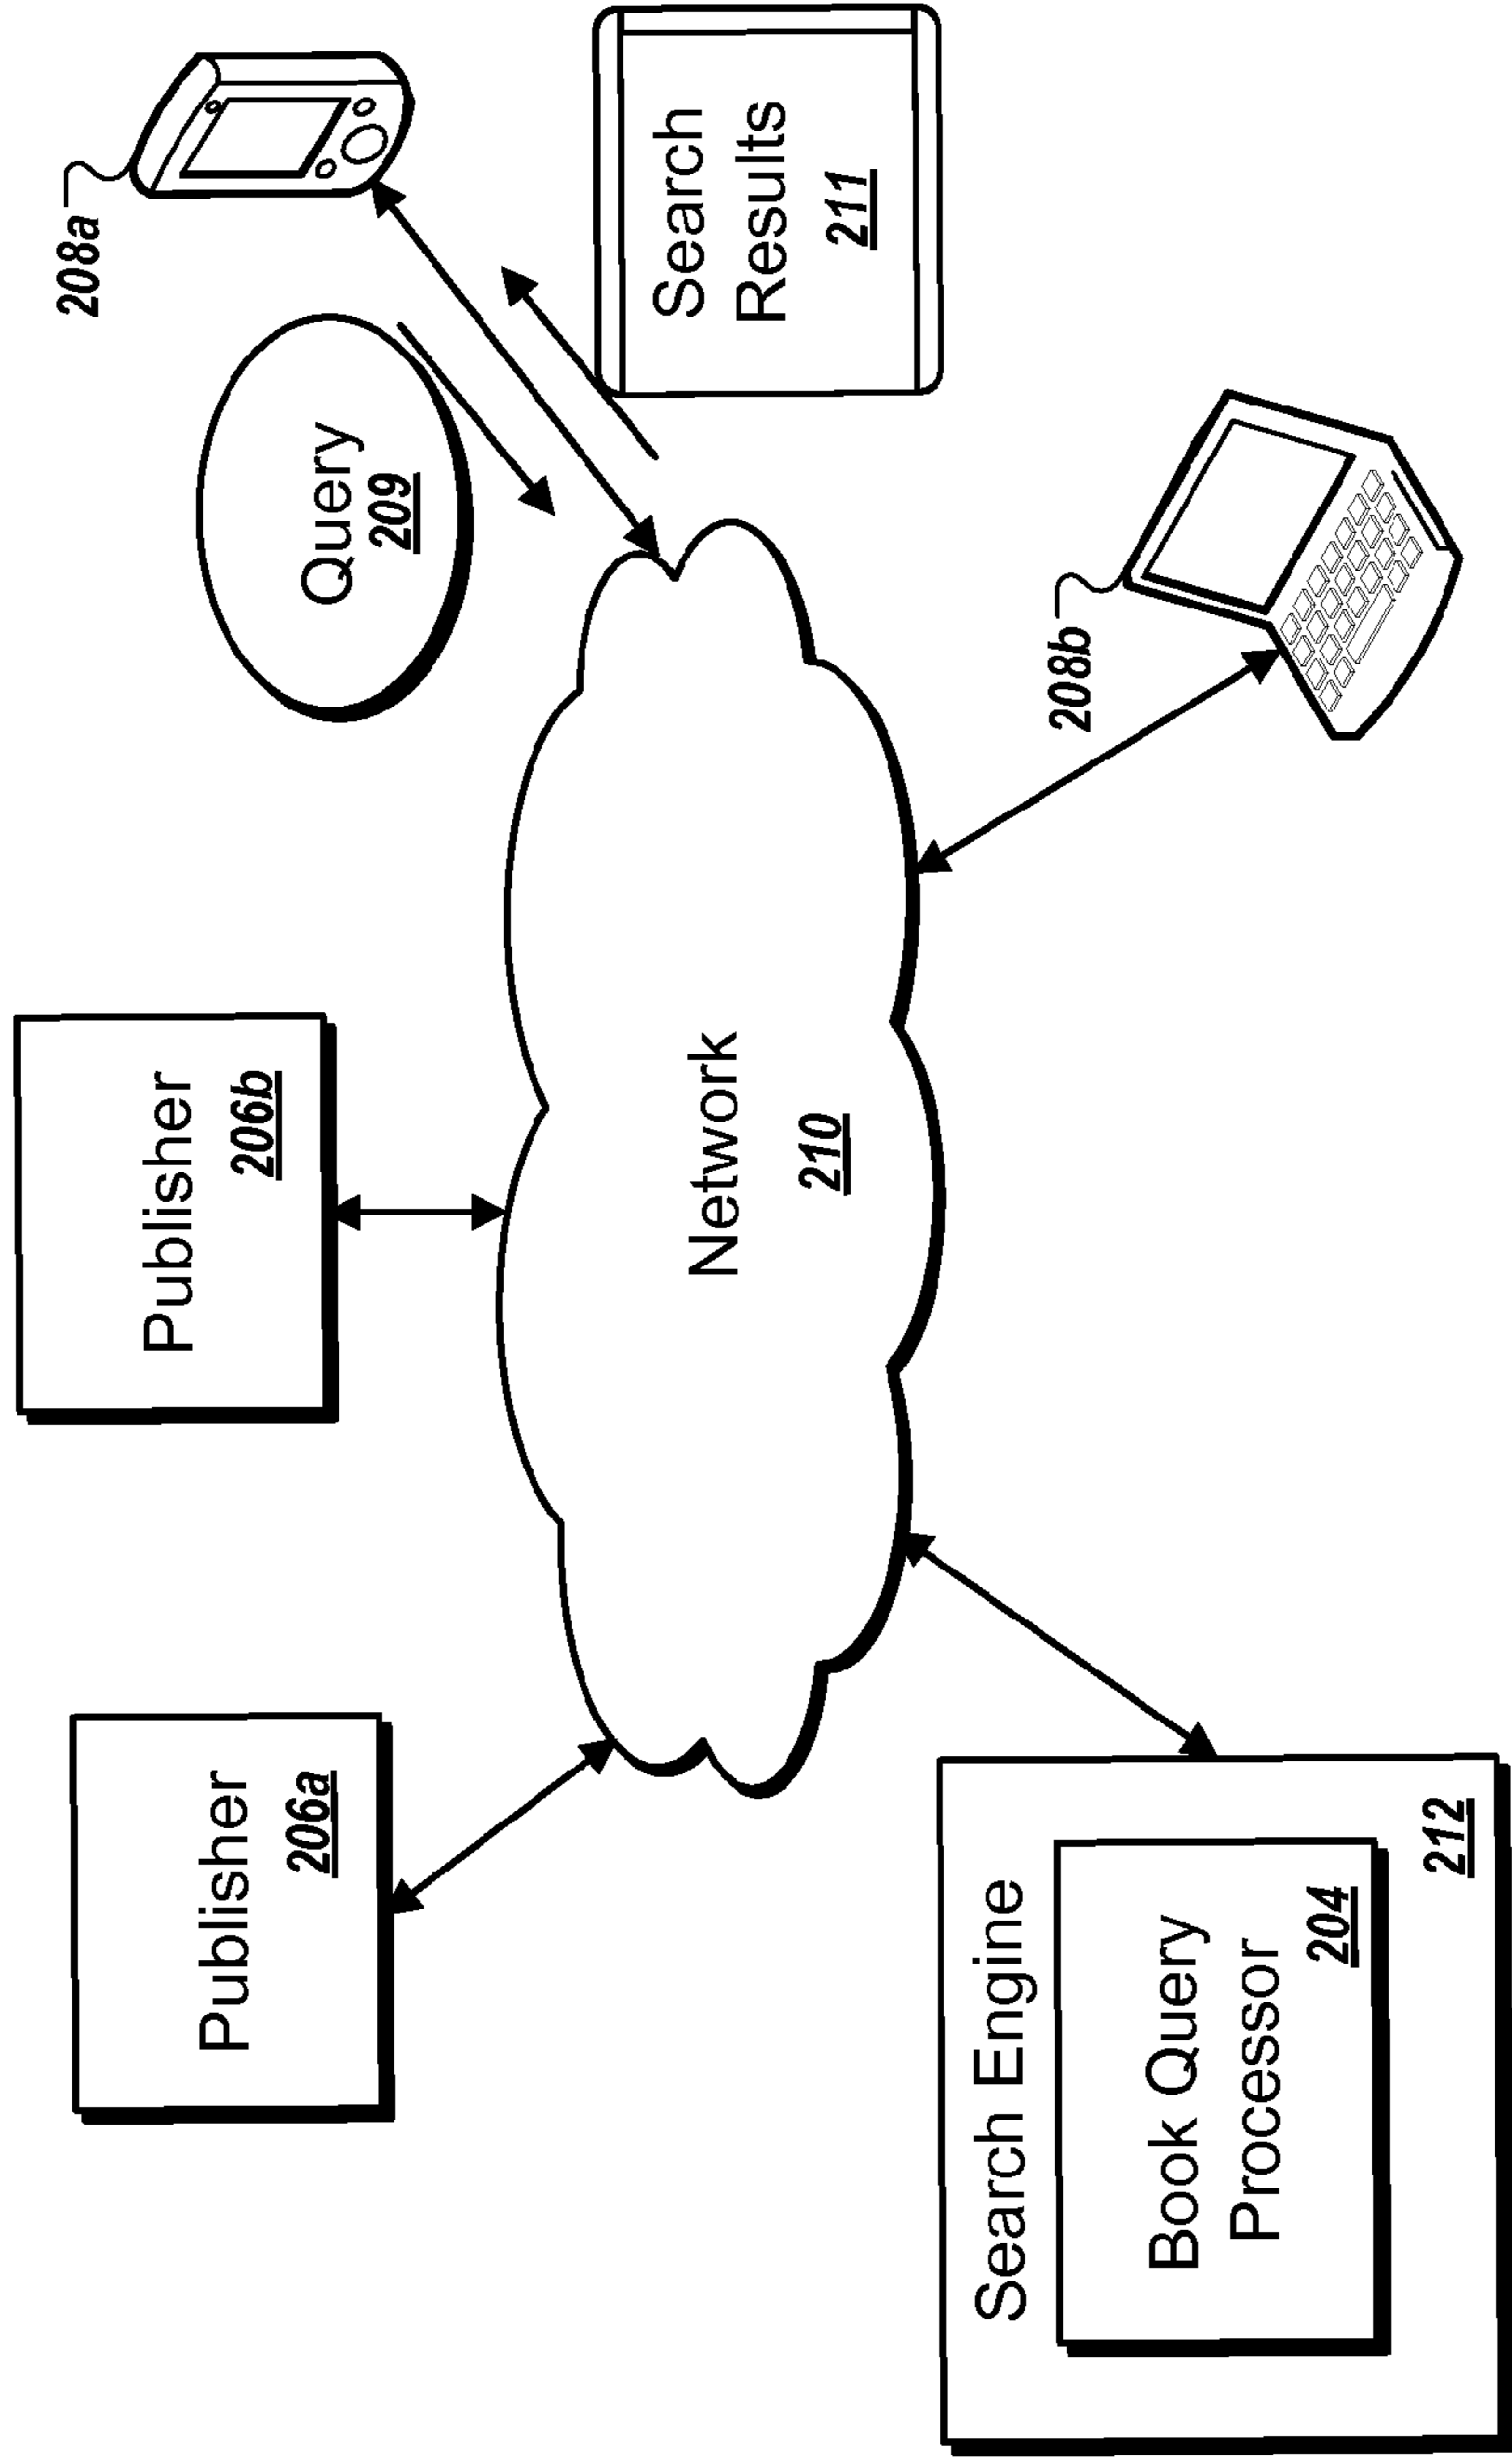 Publisher
206a
Publisher
206b
208a
Query
209
Search
Results
211
Network
210
208b
Search Engine
Book Query
Processor
204
212